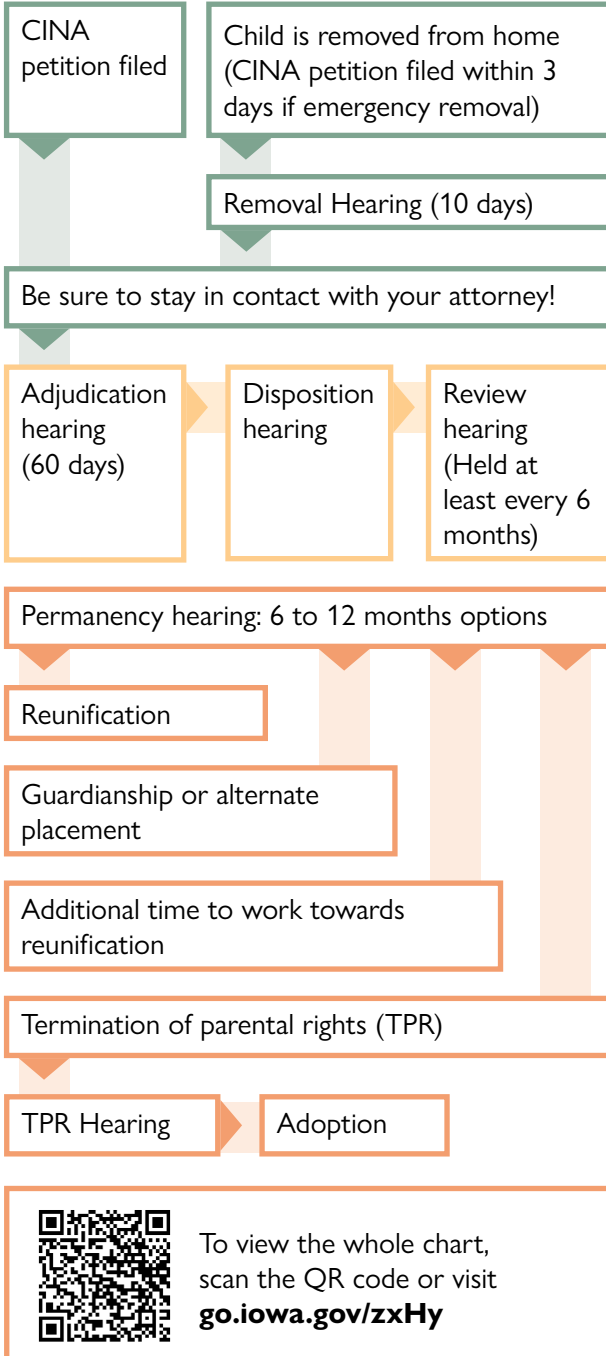 CINA
petition filed
Child is removed from home
(CINA petition filed within 3
days if emergency removal)
Removal Hearing (10 days)
Be sure to stay in contact with your attorney!
Adjudication
hearing
(60 days)
Disposition
hearing
Review
hearing
(Held at
least every 6
months)
Permanency hearing: 6 to 12 months options
Reunification
Guardianship or alternate
placement
Additional time to work towards
reunification
Termination of parental rights (TPR)
TPR Hearing
Adoption
To view the whole chart,
scan the QR code or visit
go.iowa.gov/zxHy